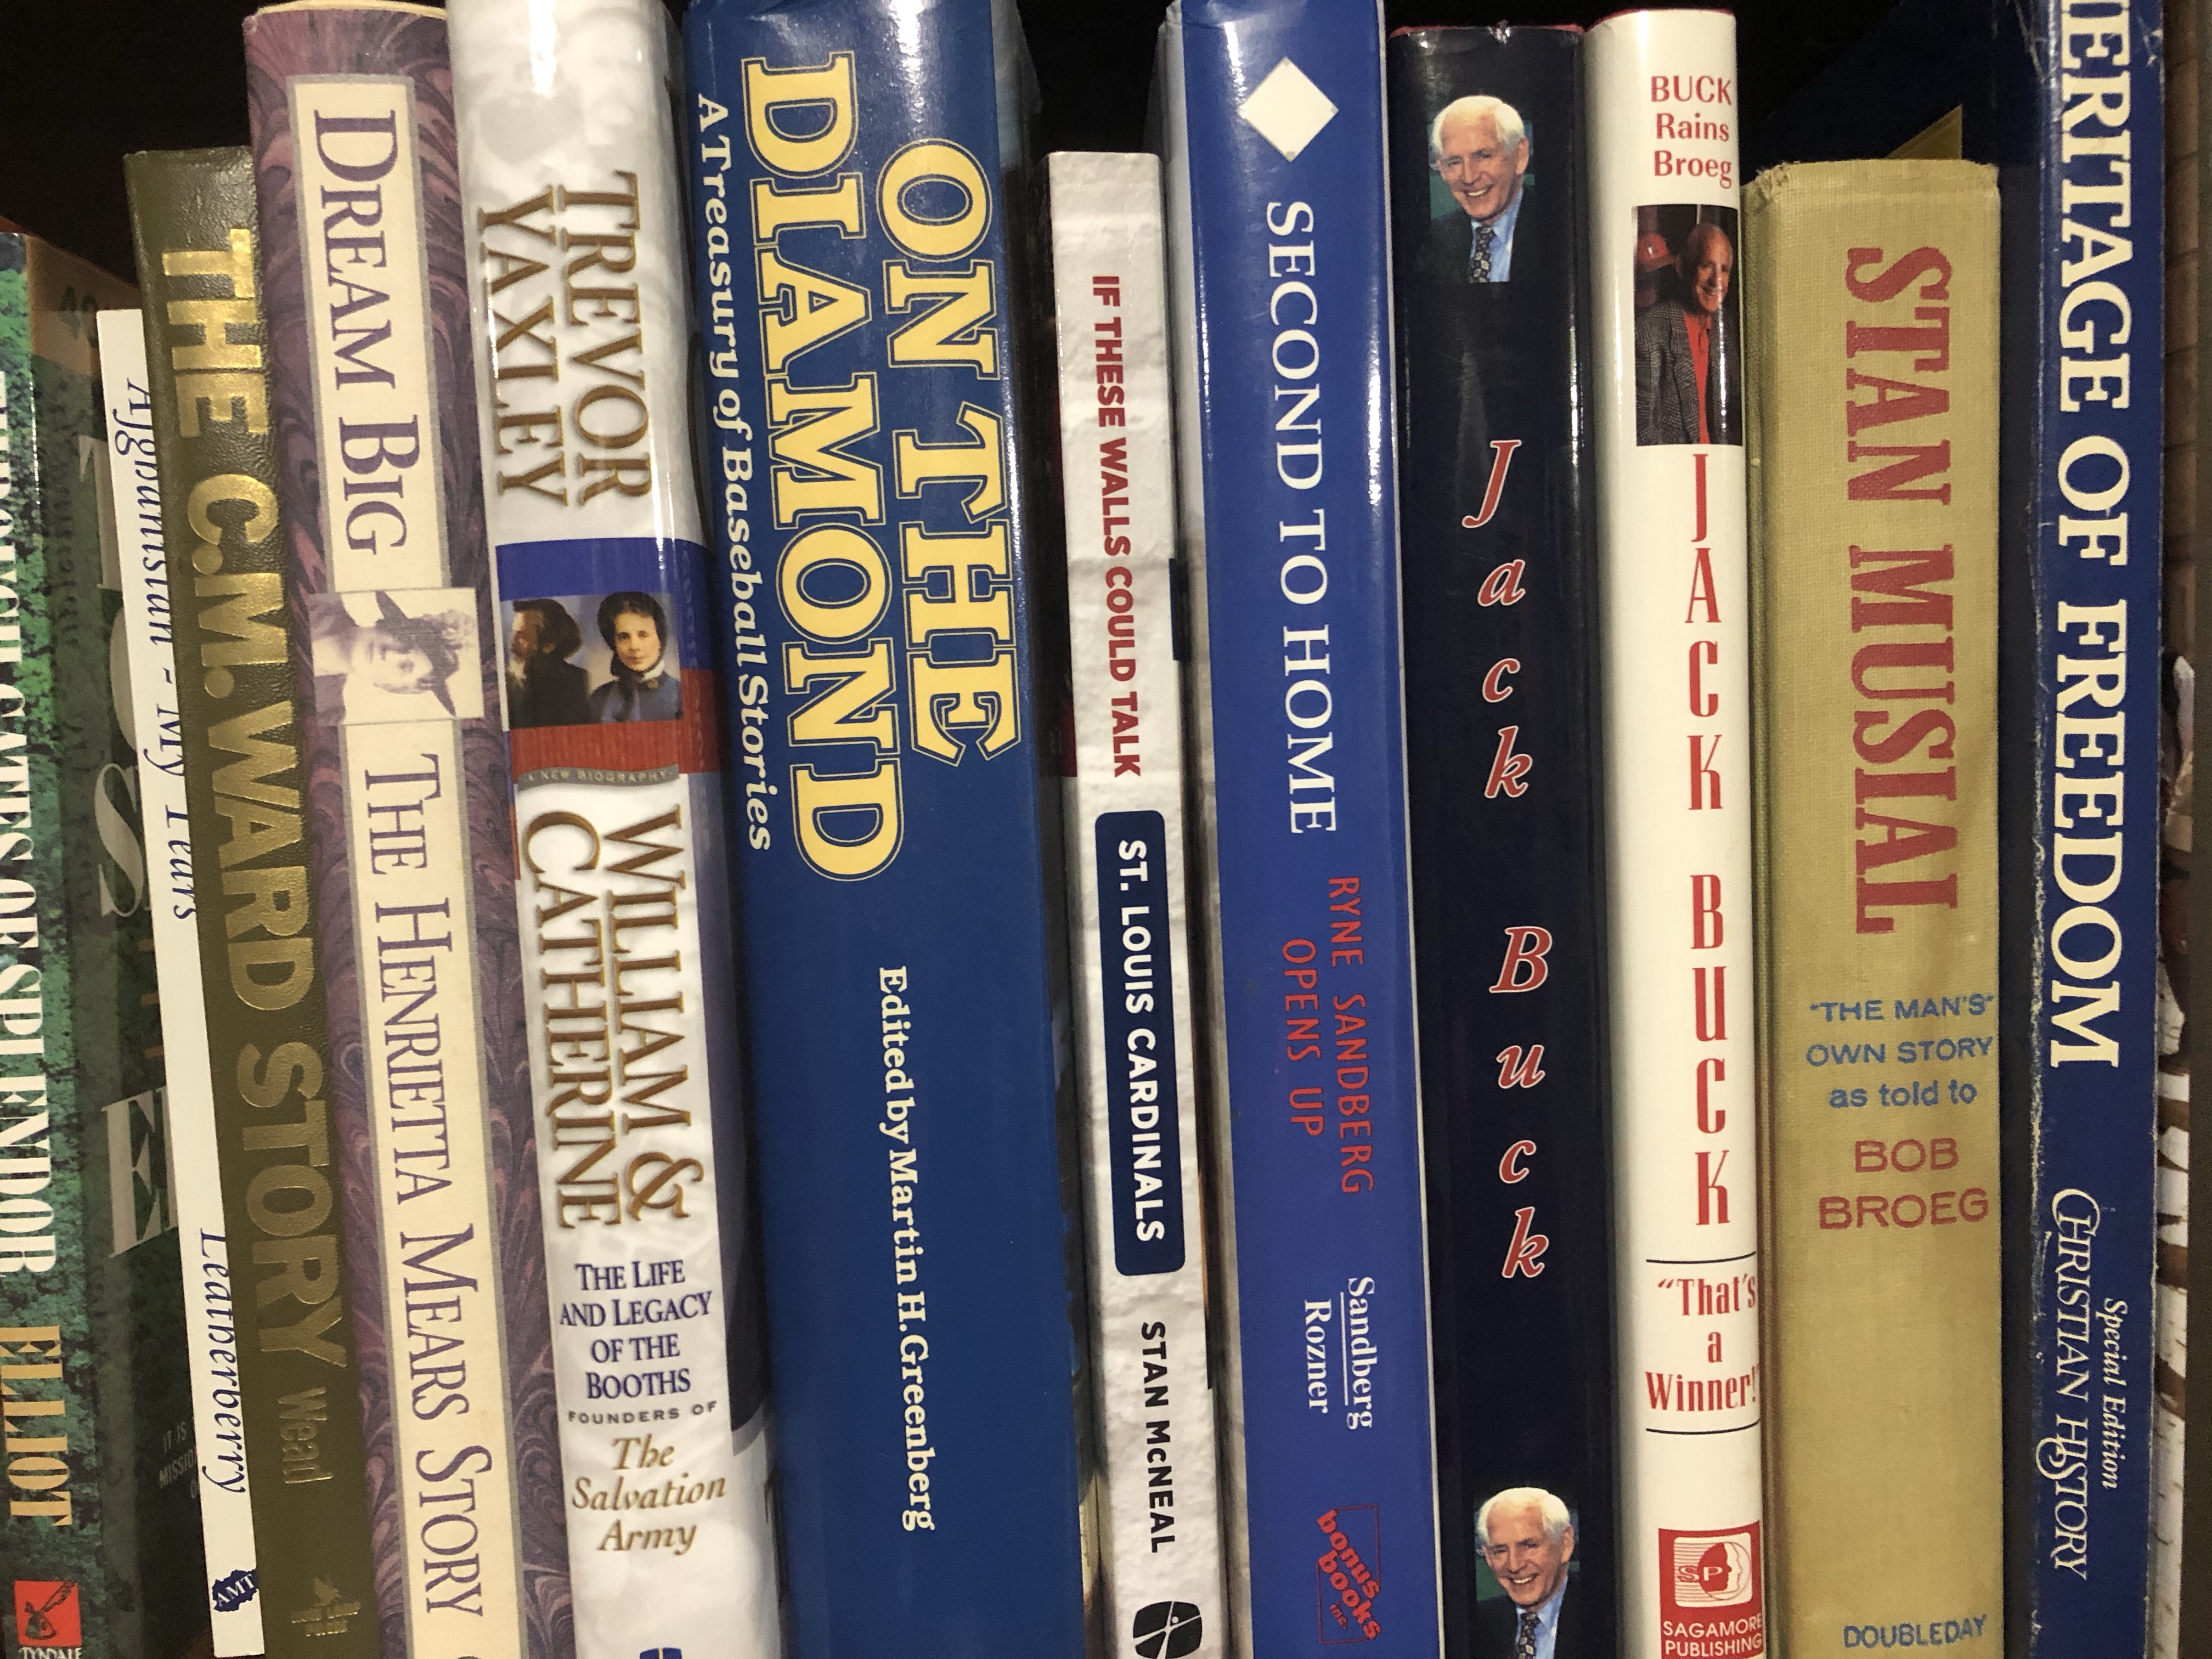 THROUGH GATES OF SPLENDOR
ELLIOT
TYNDALE
IT IS
MISSION
Afghanistan - My Years
Leatherberry
AMT
THE C.M. WARD STORY
Wead
DREAM BIG
THE HENRIETTA MEARS STORY
TREVOR
YAXLEY
A NEW BIOGRAPHY
WILLIAM &
CATHERINE
THE LIFE
AND LEGACY
OF THE
BOOTHS
FOUNDERS OF
The
Salvation
Army
ON THE
DIAMOND
A Treasury of Baseball Stories
Edited by Martin H. Greenberg
IF THESE WALLS COULD TALK
ST. LOUIS CARDINALS
STAN McNEAL
SECOND TO HOME
RYNE SANDBERG
OPENS UP
Sandberg
Rozner
bonus
books
inc.
Jack Buck
BUCK
Rains
Broeg
JACK BUCK
"That's
a
Winner!"
SP
SAGAMORE
PUBLISHING
STAN MUSIAL
"THE MAN'S"
OWN STORY
as told to
BOB
BROEG
DOUBLEDAY
HERITAGE OF FREEDOM
Special Edition
CHRISTIAN HISTORY